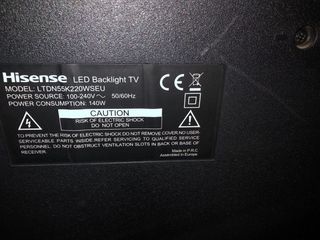 Hisense LED Backlight TV
MODEL: LTDN55K220WSEU
POWER SOURCE: 100-240V ~ 50/60Hz
POWER CONSUMPTION: 140W
CE
CAUTION
RISK OF ELECTRIC SHOCK
DO NOT OPEN
TO PREVENT THE RISK OF ELECTRIC SHOCK, DO NOT REMOVE COVER. NO USER-
SERVICEABLE PARTS INSIDE. REFER SERVICING TO QUALIFIED SERVICE
PERSONNEL. DO NOT OBSTRUCT VENTILATION SLOTS IN BACK OR BASE OF
RECEIVER.
Made in P.R.C
Assembled in Europe